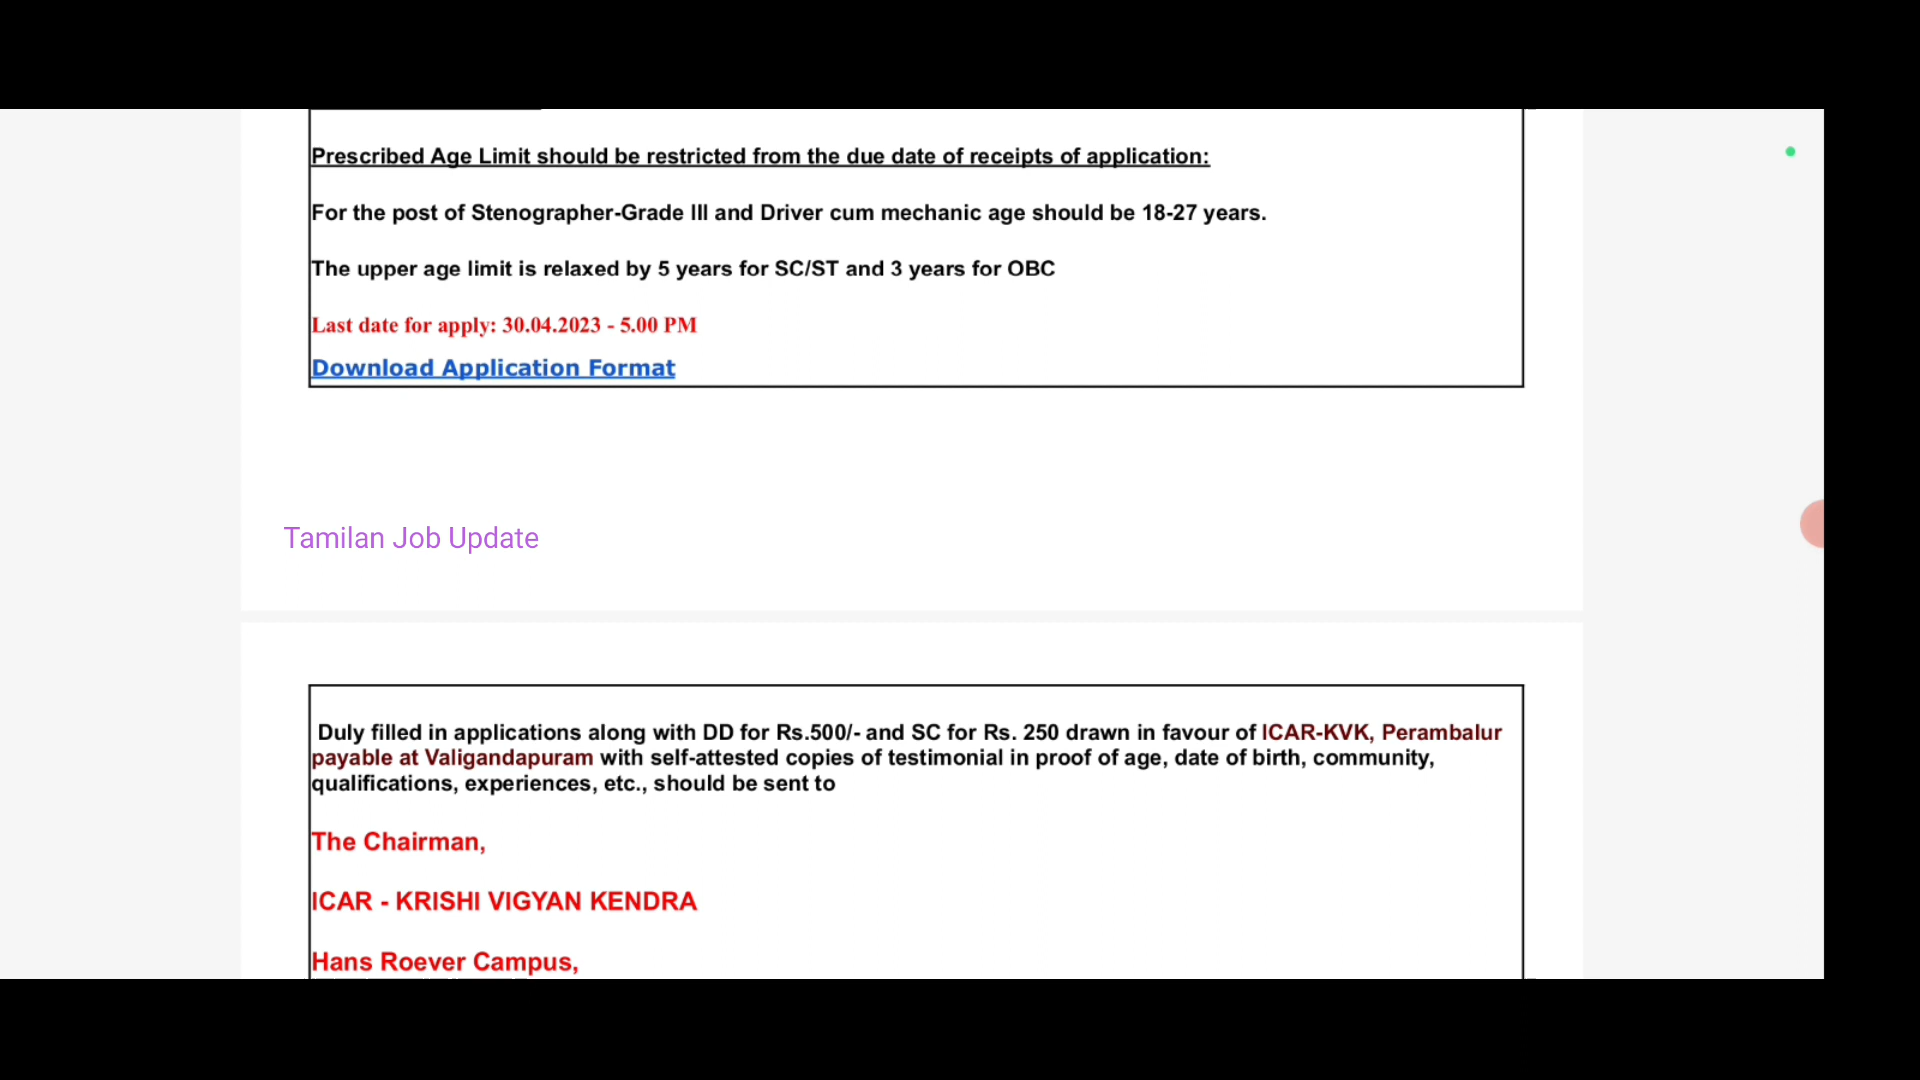 Prescribed Age Limit should be restricted from the due date of receipts of application:
For the post of Stenographer-Grade III and Driver cum mechanic age should be 18-27 years.
The upper age limit is relaxed by 5 years for SC/ST and 3 years for OBC
Last date for apply: 30.04.2023 - 5.00 PM
Download Application Format
Tamilan Job Update
Duly filled in applications along with DD for Rs.500/- and SC for Rs. 250 drawn in favour of ICAR-KVK, Perambalur
payable at Valigandapuram with self-attested copies of testimonial in proof of age, date of birth, community,
qualifications, experiences, etc., should be sent to
The Chairman,
ICAR - KRISHI VIGYAN KENDRA
Hans Roever Campus,